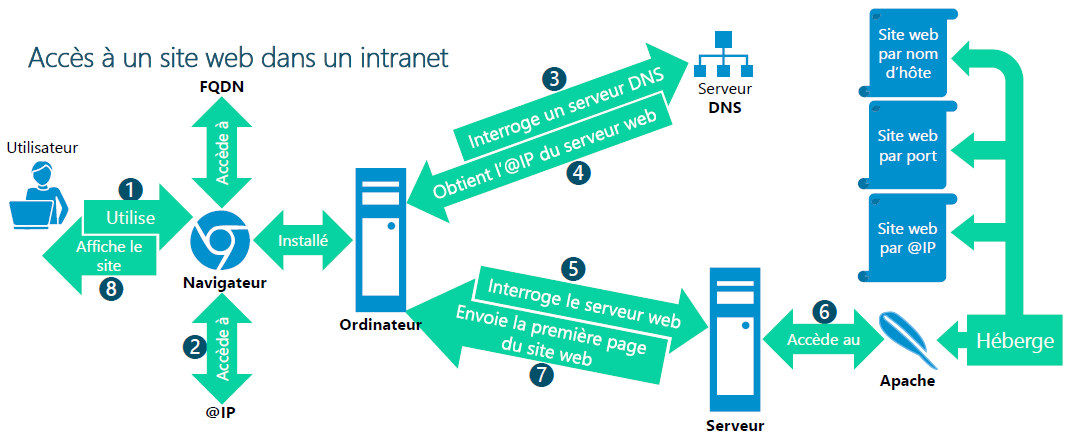 Accès à un site web dans un intranet
FQDN
Accède à
Utilisateur
1
Utilise
Affiche le
site
8
Navigateur
Installé
2
Accède à
@IP
Ordinateur
3
Interroge un serveur DNS
Obtient l'@IP du serveur web
4
Serveur
DNS
5
Interroge le serveur web
Envoie la première page
du site web
7
Serveur
6
Accède au
Apache
Héberge
Site web
par nom
d'hôte
Site web
par port
Site web
par @IP